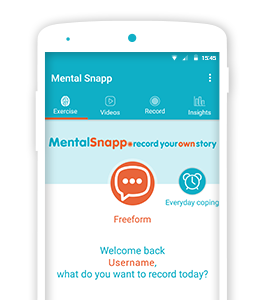 15:45
Mental Snapp
Exercise Videos Record Insights
MentalSnapp record your own story
Freeform
Everyday coping
Welcome back
Username,
what do you want to record today?